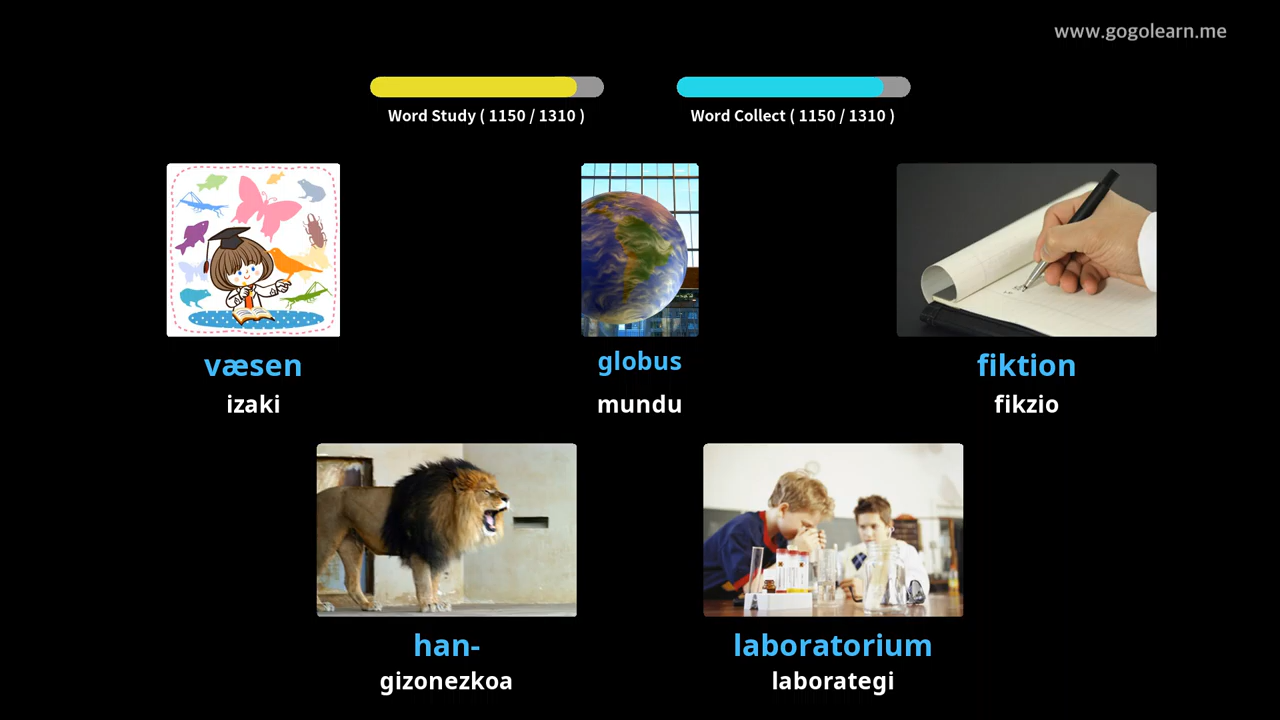 www.gogolearn.me
Word Study ( 1150 / 1310 )
Word Collect ( 1150 / 1310 )
væsen
izaki
globus
mundu
fiktion
fikzio
han-
gizonezkoa
laboratorium
laborategi